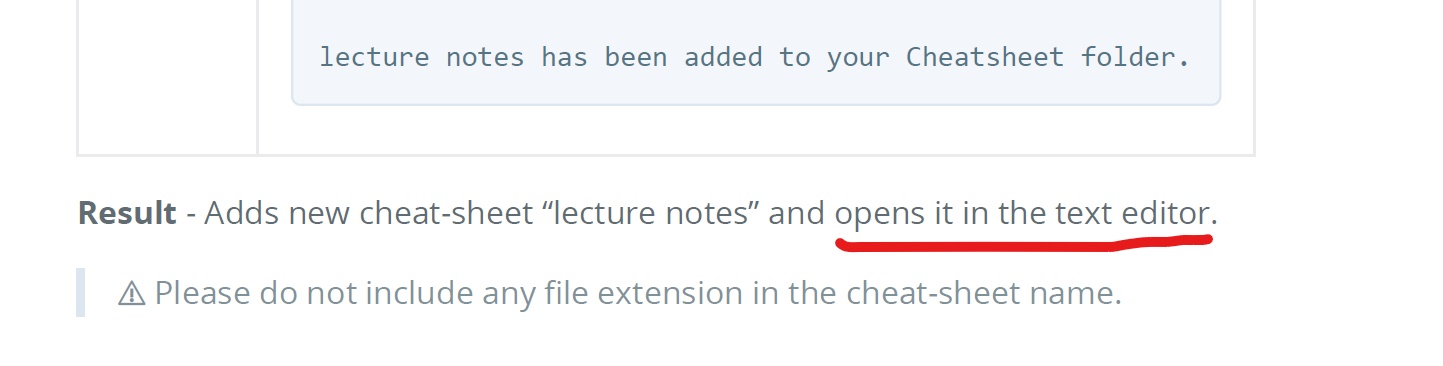 lecture notes has been added to your Cheatsheet folder.
Result - Adds new cheat-sheet “lecture notes” and opens it in the text editor.
⚠ Please do not include any file extension in the cheat-sheet name.